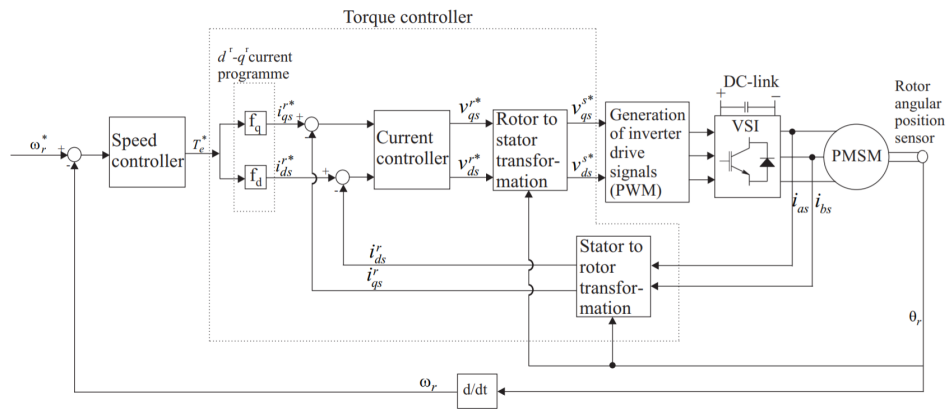 Torque controller
d^r-q^r current
programme
DC-link
+ −
Rotor
angular
position
sensor
ω_r^* +
-
Speed
controller
T_e^*
f_q
i_qs^r* +
-
f_d
i_ds^r* +
-
Current
controller
v_qs^r*
v_ds^r*
Rotor to
stator
transfor-
mation
v_qs^s*
v_ds^s*
Generation
of inverter
drive
signals
(PWM)
VSI
PMSM
i_as i_bs
i_ds^r
i_qs^r
Stator to
rotor
transfor-
mation
θ_r
ω_r
d/dt